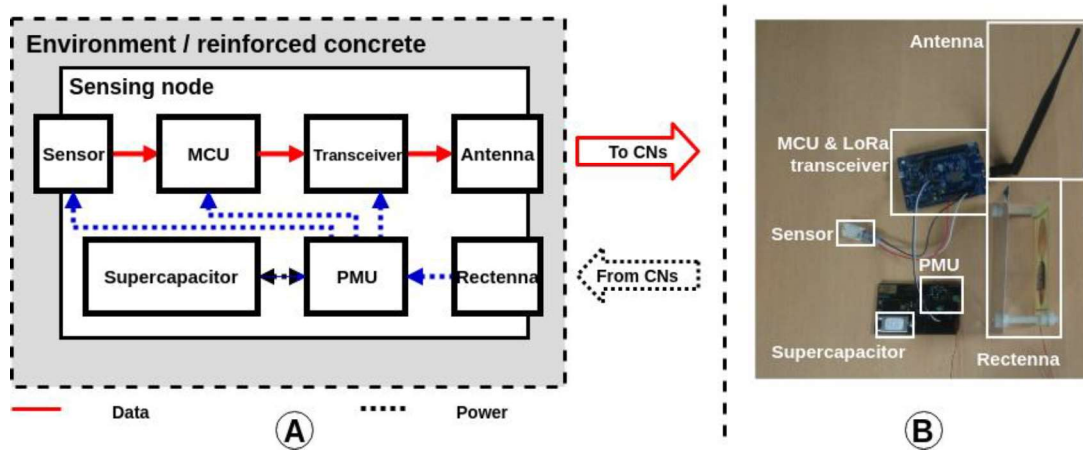 Environment / reinforced concrete
Sensing node
Sensor
MCU
Transceiver
Antenna
Supercapacitor
PMU
Rectenna
To CNs
From CNs
Data
Power
A
Antenna
MCU & LoRa
transceiver
Sensor
PMU
Supercapacitor
Rectenna
B